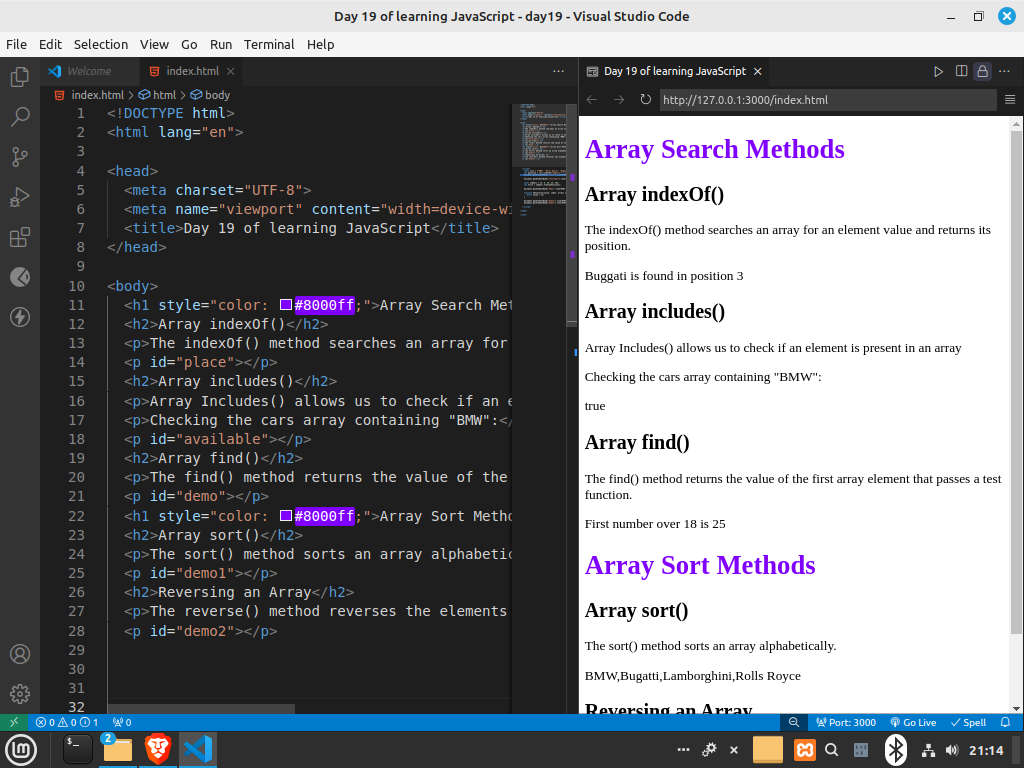 Day 19 of learning JavaScript - day19 - Visual Studio Code
File Edit Selection View Go Run Terminal Help
Welcome
index.html
index.html > html > body
1 <!DOCTYPE html>
2 <html lang="en">
3
4 <head>
5 <meta charset="UTF-8">
6 <meta name="viewport" content="width=device-wi
7 <title>Day 19 of learning JavaScript</title>
8 </head>
9
10 <body>
11 <h1 style="color: #8000ff;">Array Search Met
12 <h2>Array indexOf()</h2>
13 <p>The indexOf() method searches an array for
14 <p id="place"></p>
15 <h2>Array includes()</h2>
16 <p>Array Includes() allows us to check if an e
17 <p>Checking the cars array containing "BMW":</
18 <p id="available"></p>
19 <h2>Array find()</h2>
20 <p>The find() method returns the value of the
21 <p id="demo"></p>
22 <h1 style="color: #8000ff;">Array Sort Metho
23 <h2>Array sort()</h2>
24 <p>The sort() method sorts an array alphabetic
25 <p id="demo1"></p>
26 <h2>Reversing an Array</h2>
27 <p>The reverse() method reverses the elements
28 <p id="demo2"></p>
29
30
31
32
Day 19 of learning JavaScript
http://127.0.0.1:3000/index.html
Array Search Methods
Array indexOf()
The indexOf() method searches an array for an element value and returns its
position.
Buggati is found in position 3
Array includes()
Array Includes() allows us to check if an element is present in an array
Checking the cars array containing "BMW":
true
Array find()
The find() method returns the value of the first array element that passes a test
function.
First number over 18 is 25
Array Sort Methods
Array sort()
The sort() method sorts an array alphabetically.
BMW,Bugatti,Lamborghini,Rolls Royce
Reversing an Array
0 0 1 0
Port: 3000 Go Live Spell
2
21:14